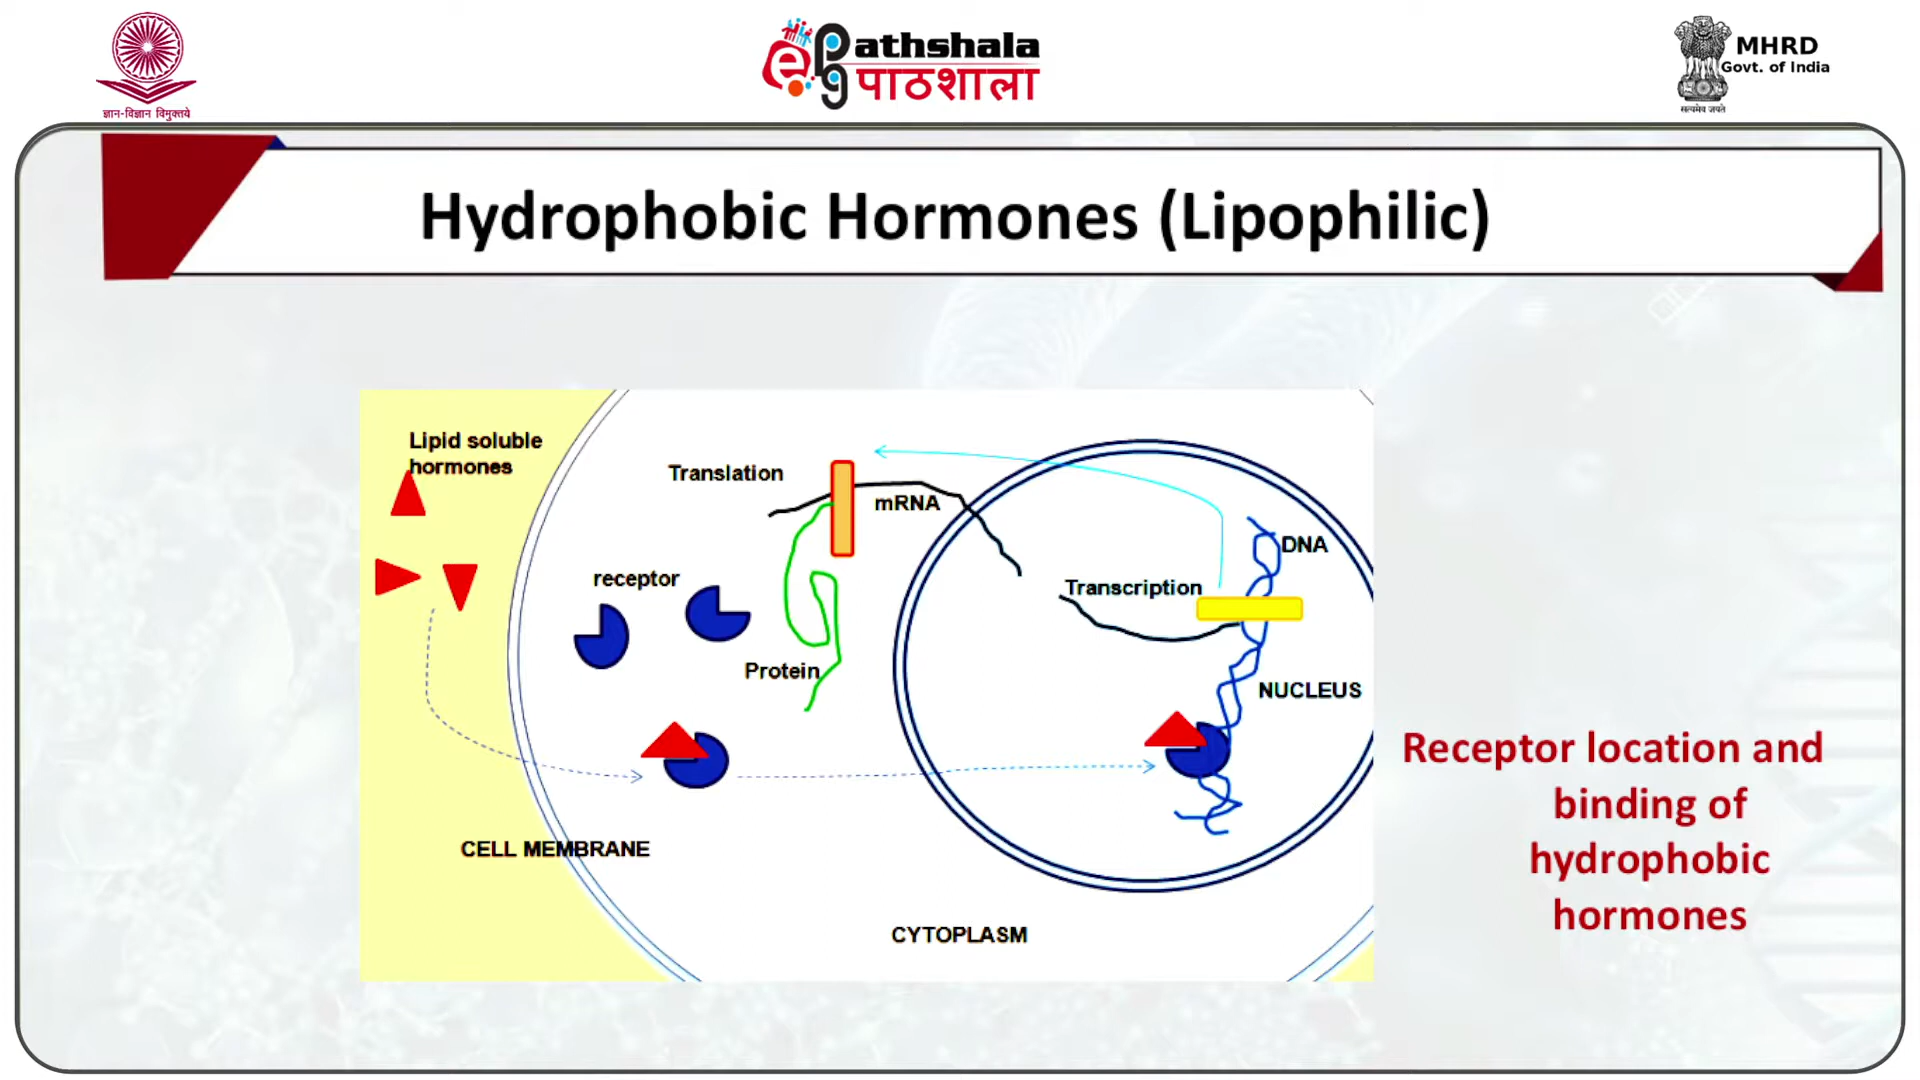 ज्ञान-विज्ञान विमुक्तये
ePGpathshala
पाठशाला
MHRD
Govt. of India
सत्यमेव जयते
Hydrophobic Hormones (Lipophilic)
Lipid soluble
hormones
Translation
mRNA
DNA
receptor
Transcription
Protein
NUCLEUS
CELL MEMBRANE
CYTOPLASM
Receptor location and
binding of
hydrophobic
hormones